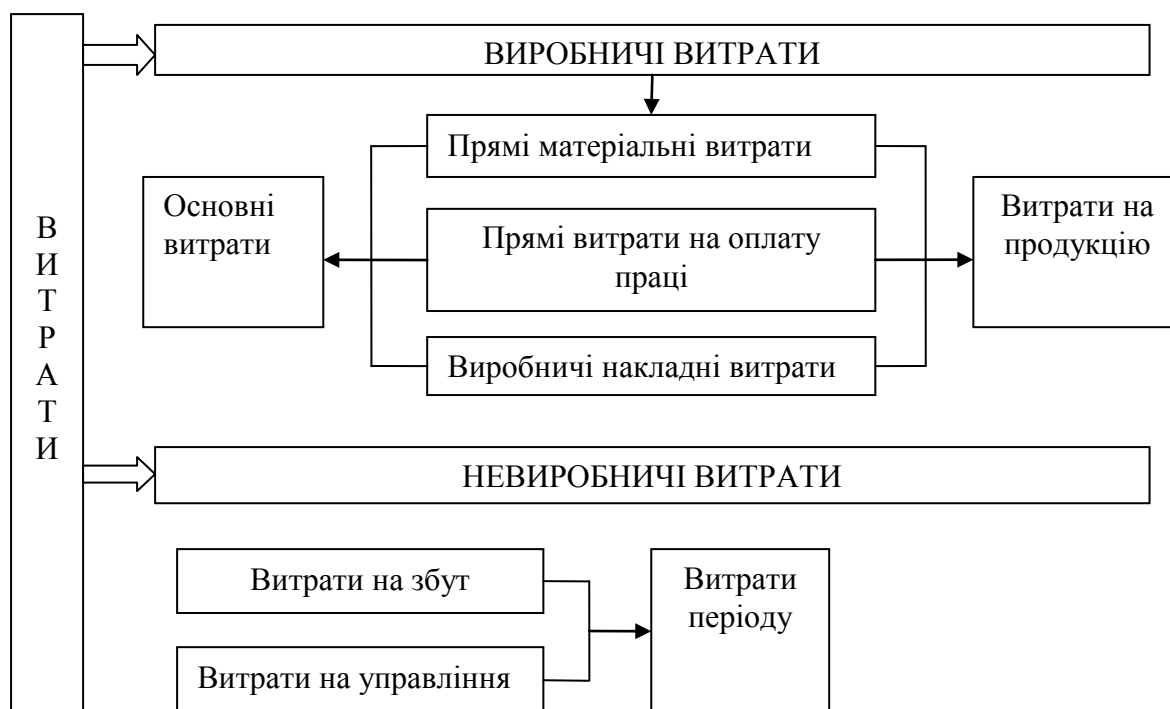 ВИТРАТИ
ВИРОБНИЧІ ВИТРАТИ
Прямі матеріальні витрати
Основні
витрати
Прямі витрати на оплату
праці
Витрати на
продукцію
Виробничі накладні витрати
НЕВИРОБНИЧІ ВИТРАТИ
Витрати на збут
Витрати на управління
Витрати
періоду